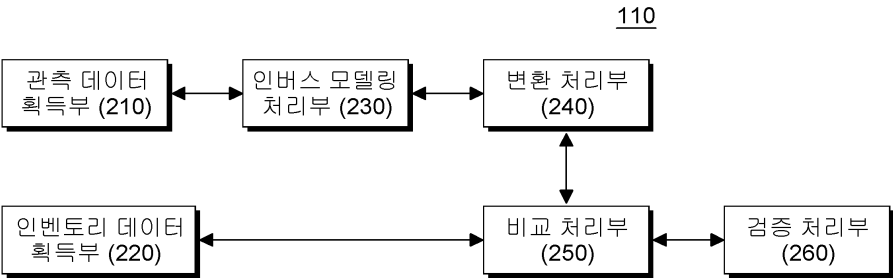 110
관측 데이터
획득부 (210)
인버스 모델링
처리부 (230)
변환 처리부
(240)
인벤토리 데이터
획득부 (220)
비교 처리부
(250)
검증 처리부
(260)